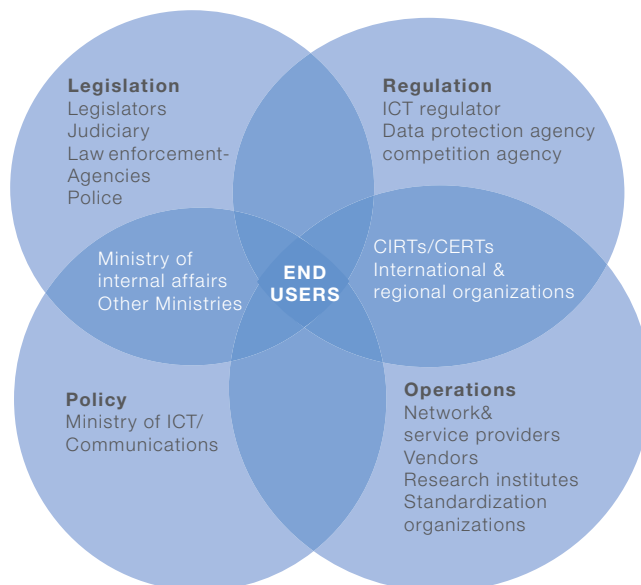 Legislation
Legislators
Judiciary
Law enforcement-
Agencies
Police
Regulation
ICT regulator
Data protection agency
competition agency
Ministry of
internal affairs
Other Ministries
END
USERS
CIRTs/CERTs
International &
regional organizations
Policy
Ministry of ICT/
Communications
Operations
Network&
service providers
Vendors
Research institutes
Standardization
organizations